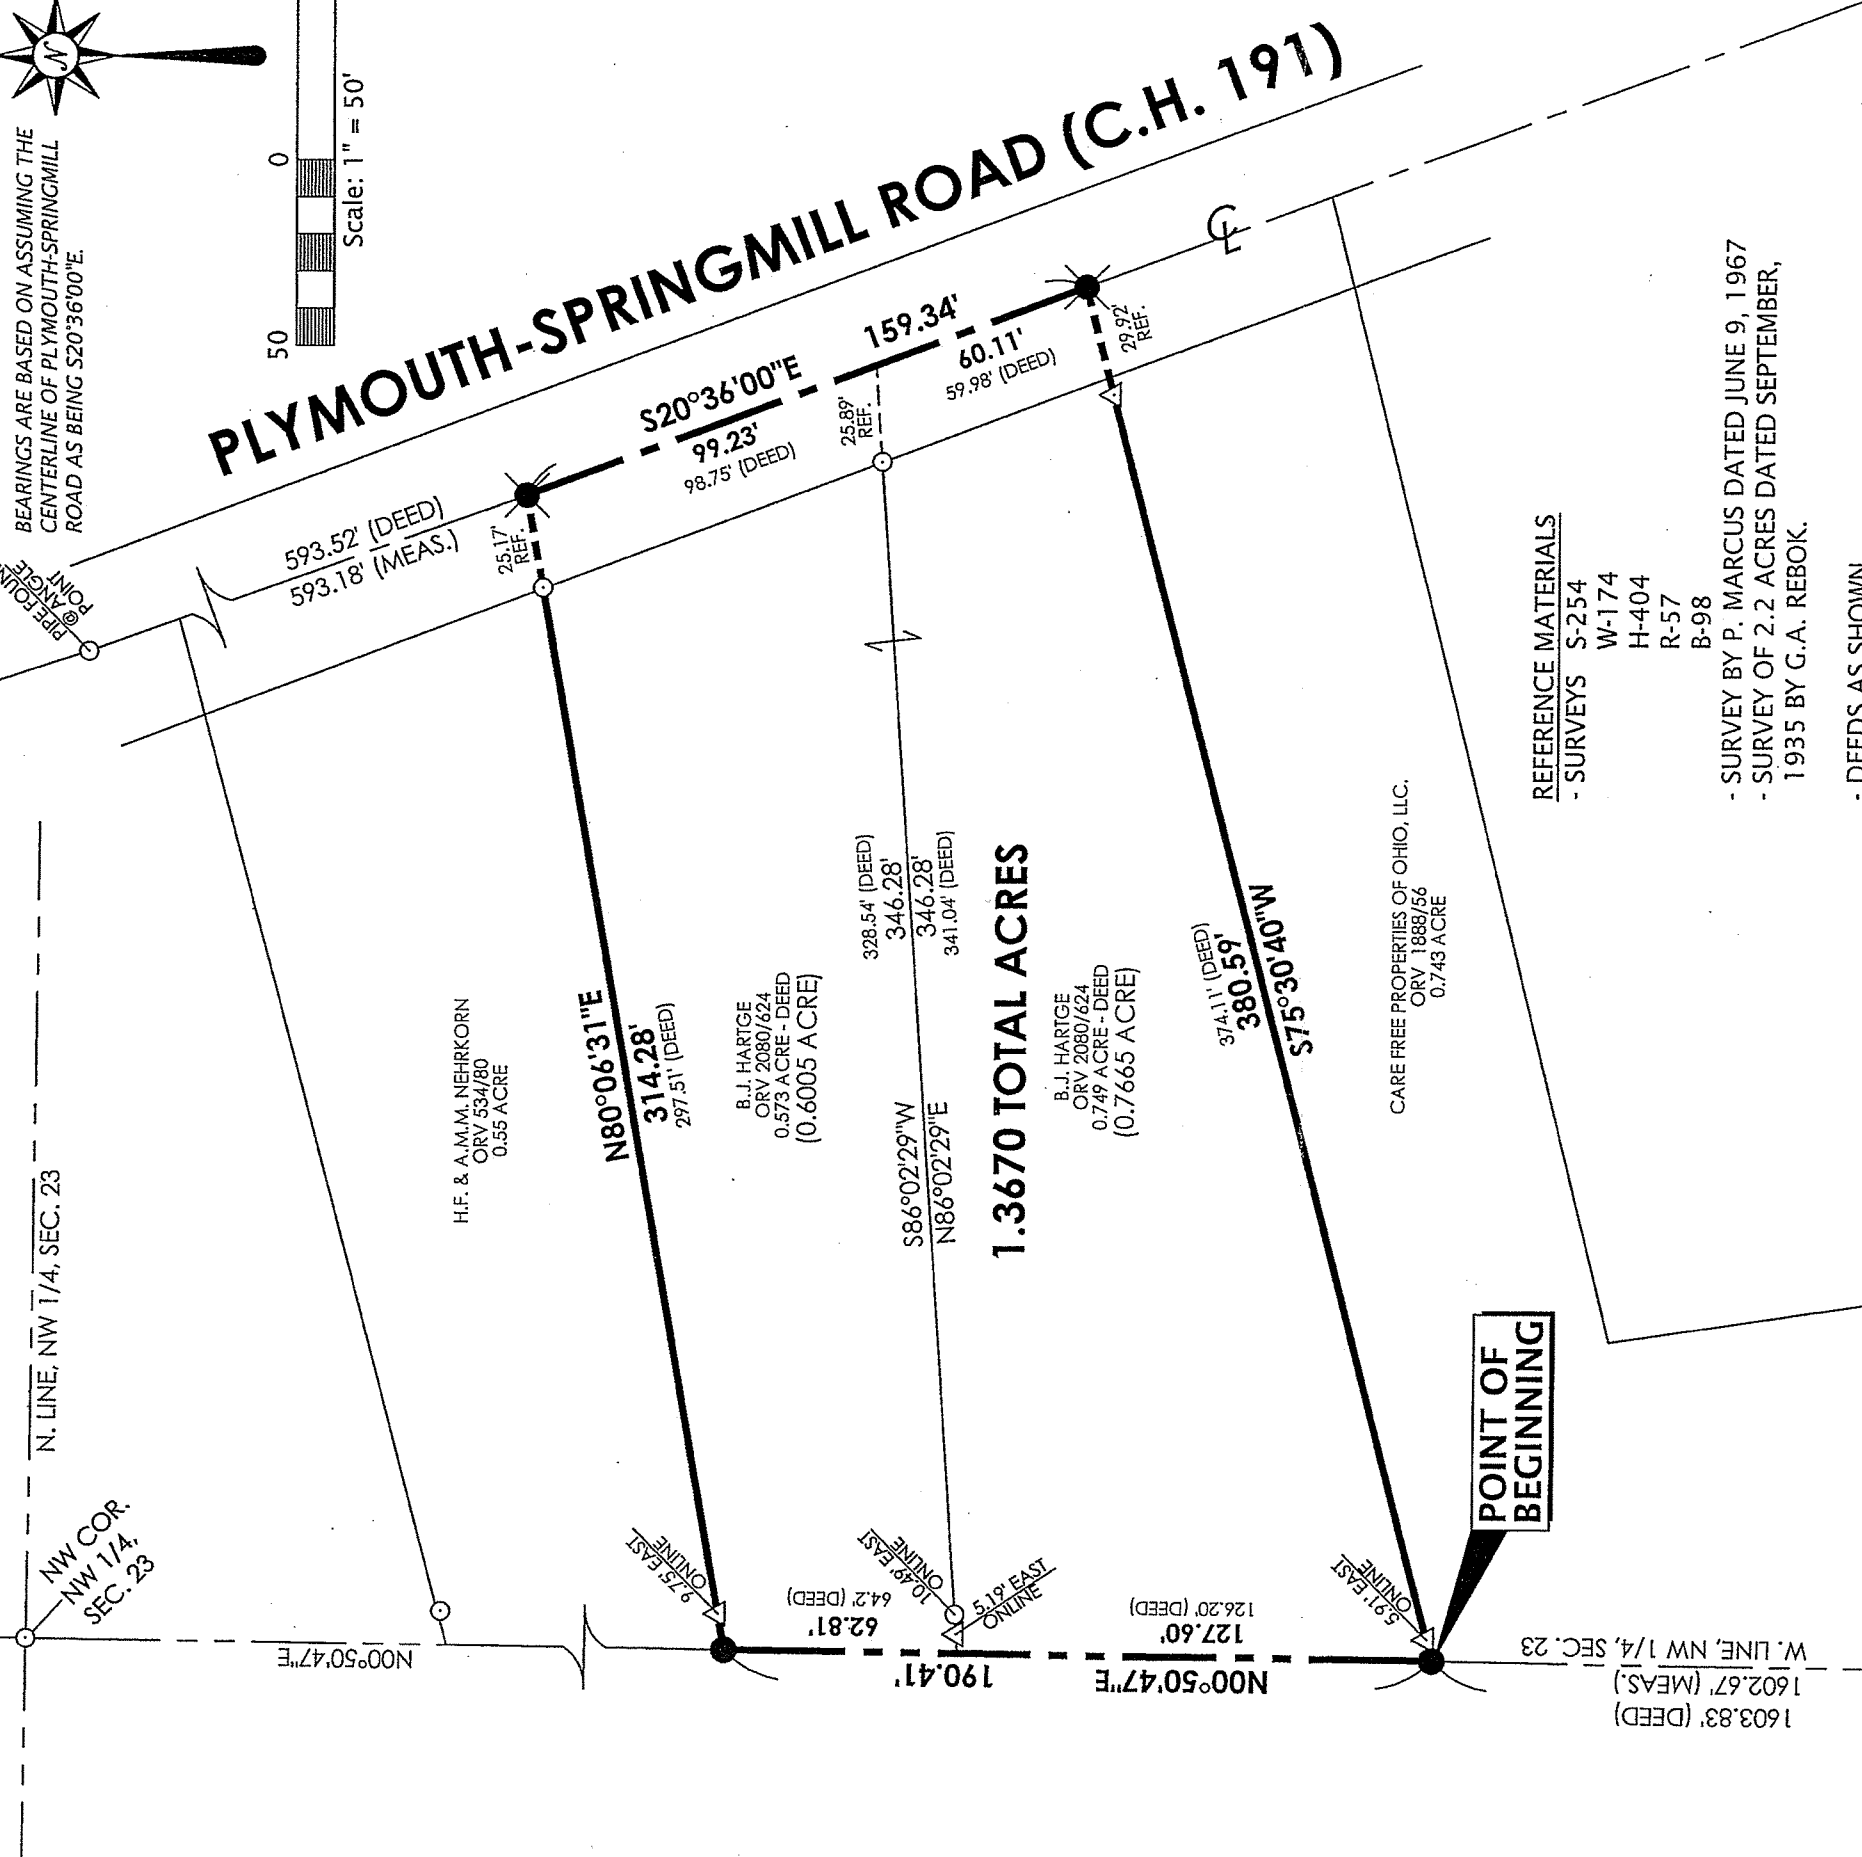 N
BEARINGS ARE BASED ON ASSUMING THE
CENTERLINE OF PLYMOUTH-SPRINGMILL
ROAD AS BEING S20°36'00"E.
50
0
Scale: 1" = 50'
PLYMOUTH-SPRINGMILL ROAD (C.H. 191)
@ ANGLE
POINT
593.52' (DEED)
593.18' (MEAS.)
25.17'
REF.
S20°36'00"E
159.34'
99.23'
98.75' (DEED)
60.11'
59.98' (DEED)
25.89'
REF.
29.92'
REF.
CL
N. LINE, NW 1/4, SEC. 23
NW COR.
NW 1/4,
SEC. 23
N00°50'47"E
H.F. & A.M.M. NEHRKORN
ORV 534/80
0.55 ACRE
N80°06'31"E
314.28'
297.51' (DEED)
B.J. HARTGE
ORV 2080/624
0.573 ACRE - DEED
(0.6005 ACRE)
328.54' (DEED)
346.28'
346.28'
341.04' (DEED)
S86°02'29"W
N86°02'29"E
1.3670 TOTAL ACRES
B.J. HARTGE
ORV 2080/624
0.749 ACRE - DEED
(0.7665 ACRE)
374.11' (DEED)
380.59'
S75°30'40"W
CARE FREE PROPERTIES OF OHIO, LLC.
ORV 1888/56
0.743 ACRE
9.75' EAST
ONLINE
64.2' (DEED)
62.81'
10.49' EAST
ONLINE
5.19' EAST
ONLINE
126.20' (DEED)
127.60'
5.91' EAST
ONLINE
190.41'
N00°50'47"E
POINT OF
BEGINNING
W. LINE, NW 1/4, SEC. 23
1602.67' (MEAS.)
1603.83' (DEED)
REFERENCE MATERIALS
- SURVEYS S-254
W-174
H-404
R-57
B-98
- SURVEY BY P. MARCUS DATED JUNE 9, 1967
- SURVEY OF 2.2 ACRES DATED SEPTEMBER,
1935 BY G.A. REBOK.
- DEEDS AS SHOWN